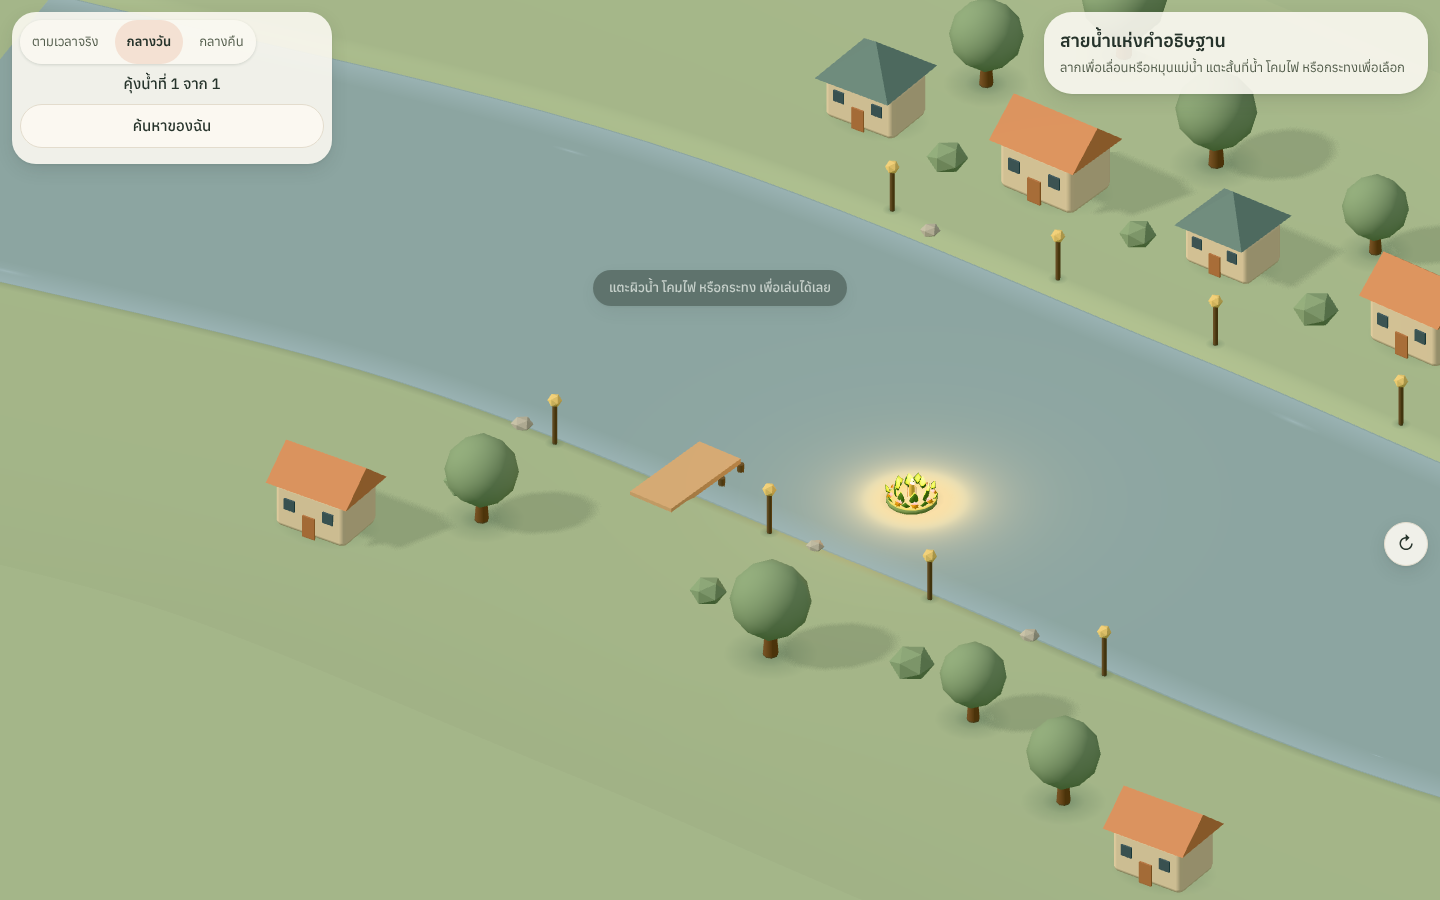 ตามเวลาจริง กลางวัน กลางคืน
คุ้งน้ำที่ 1 จาก 1
ค้นหาของฉัน
สายน้ำแห่งคำอธิษฐาน
ลากเพื่อเลื่อนหรือหมุนแม่น้ำ แตะสั้นที่น้ำ โคมไฟ หรือกระทงเพื่อเลือก
แตะผิวน้ำ โคมไฟ หรือกระทง เพื่อเล่นได้เลย